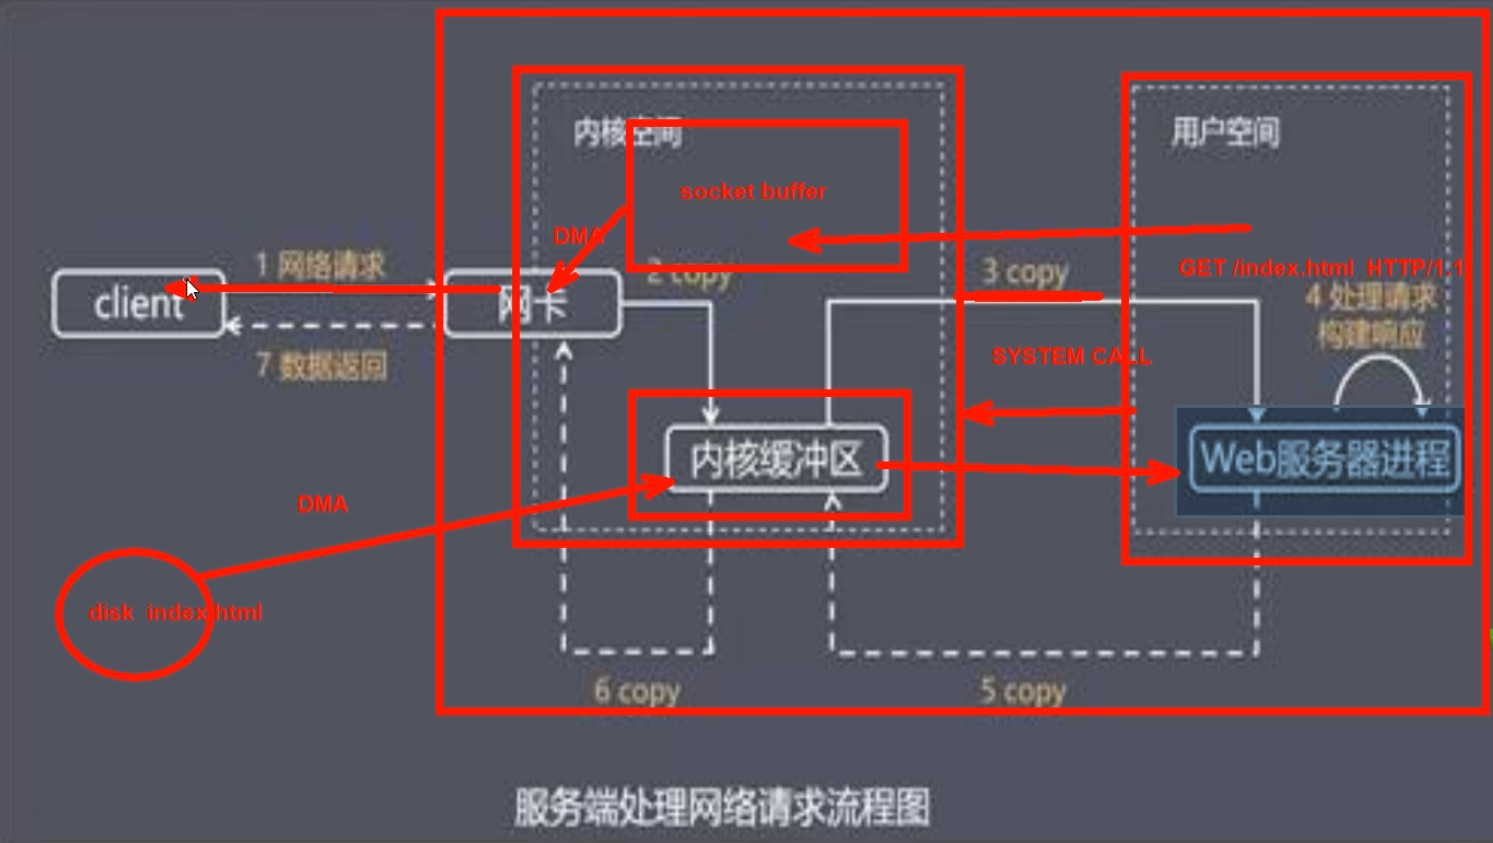 内核空间
用户空间
socket buffer
DMA
1 网络请求
2 copy
3 copy
GET /index.html HTTP/1.1
4 处理请求
构建响应
client
网卡
7 数据返回
SYSTEM CALL
内核缓冲区
Web服务器进程
DMA
disk index.html
6 copy
5 copy
服务端处理网络请求流程图